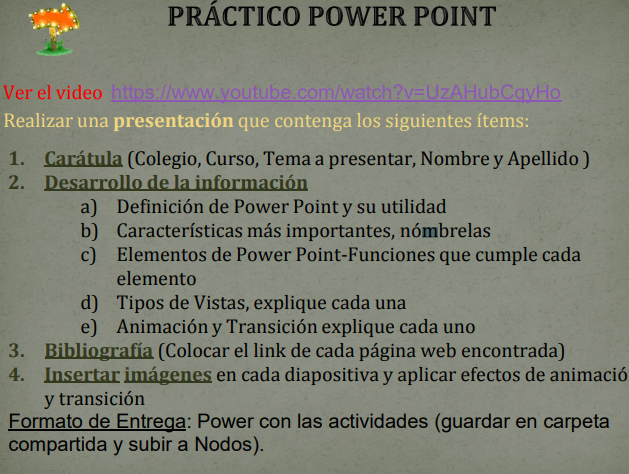 PRÁCTICO POWER POINT
Ver el video https://www.youtube.com/watch?v=UzAHubCqyHo
Realizar una presentación que contenga los siguientes ítems:
1. Carátula (Colegio, Curso, Tema a presentar, Nombre y Apellido )
2. Desarrollo de la información
a) Definición de Power Point y su utilidad
b) Características más importantes, nómbrelas
c) Elementos de Power Point-Funciones que cumple cada
elemento
d) Tipos de Vistas, explique cada una
e) Animación y Transición explique cada uno
3. Bibliografía (Colocar el link de cada página web encontrada)
4. Insertar imágenes en cada diapositiva y aplicar efectos de animació
y transición
Formato de Entrega: Power con las actividades (guardar en carpeta
compartida y subir a Nodos).